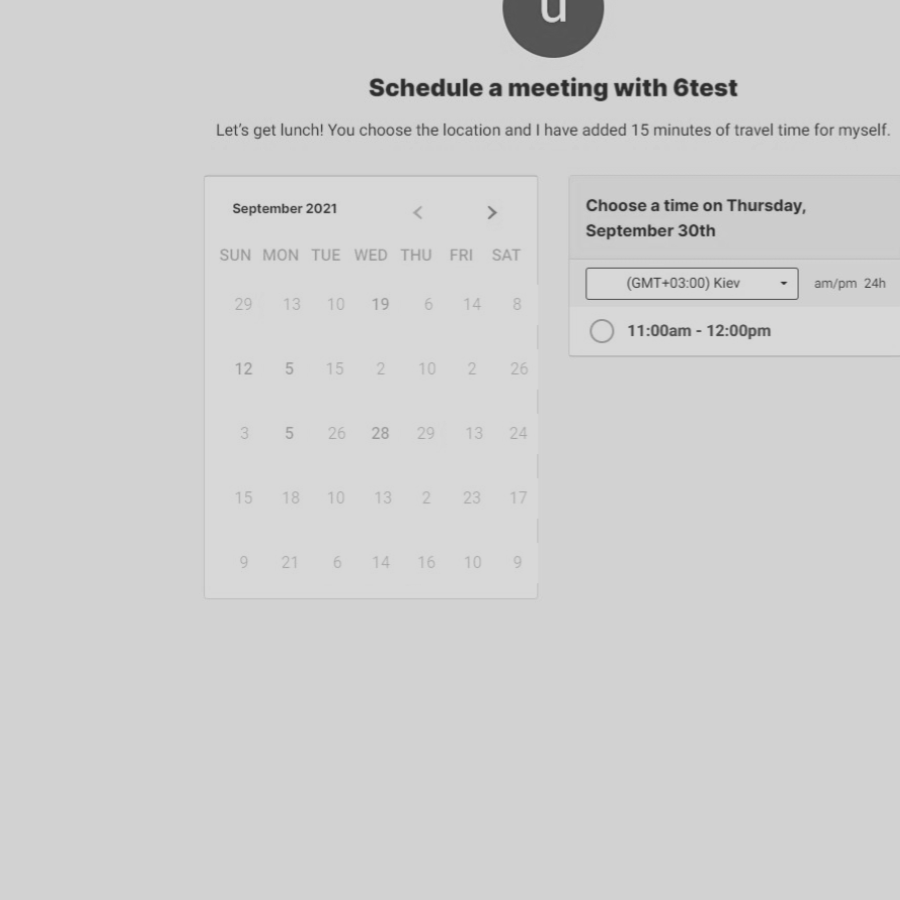 u
Schedule a meeting with 6test
Let's get lunch! You choose the location and I have added 15 minutes of travel time for myself.
September 2021 < >
SUN MON TUE WED THU FRI SAT
29 13 10 19 6 14 8
12 5 15 2 10 2 26
3 5 26 28 29 13 24
15 18 10 13 2 23 17
9 21 6 14 16 10 9
Choose a time on Thursday,
September 30th
(GMT+03:00) Kiev am/pm 24h
11:00am - 12:00pm